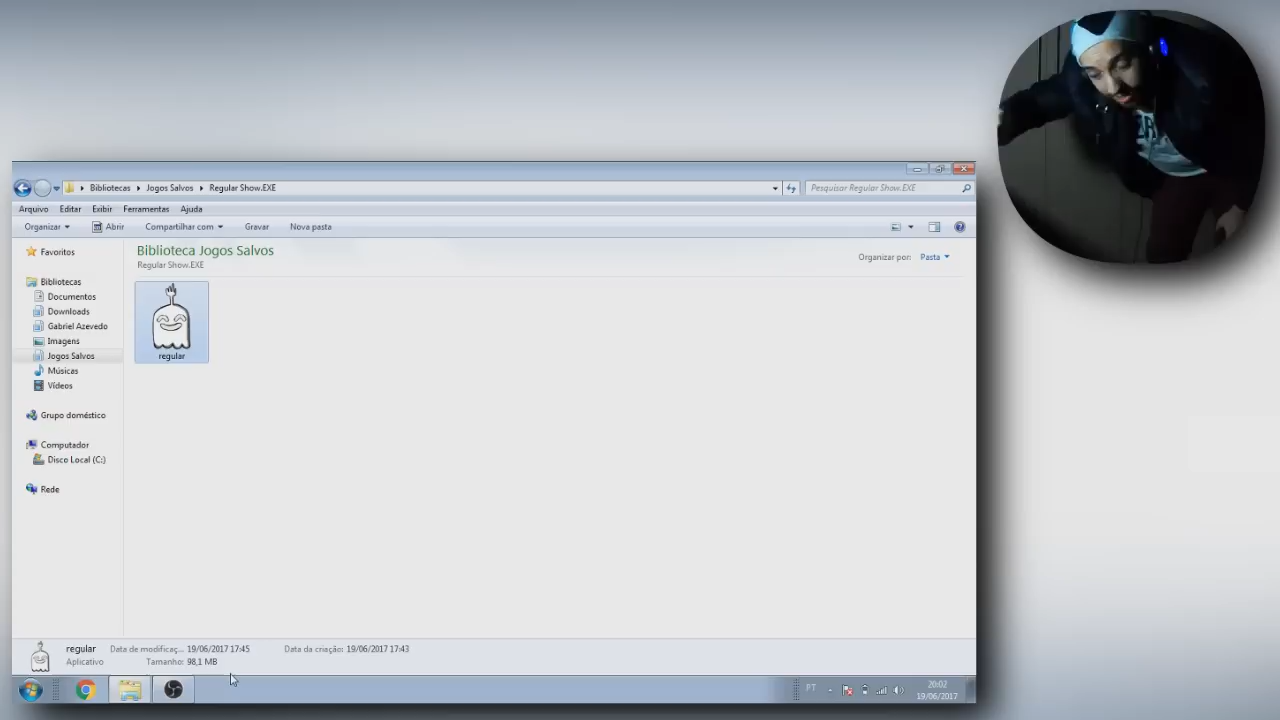 Bibliotecas Jogos Salvos Regular Show.EXE
Pesquisar Regular Show.EXE
Arquivo Editar Exibir Ferramentas Ajuda
Organizar Abrir Compartilhar com Gravar Nova pasta
Favoritos
Bibliotecas
Documentos
Downloads
Gabriel Azevedo
Imagens
Jogos Salvos
Músicas
Vídeos
Grupo doméstico
Computador
Disco Local (C:)
Rede
Biblioteca Jogos Salvos
Regular Show.EXE
Organizar por: Pasta
regular
regular Data de modificaç... 19/06/2017 17:45 Data da criação: 19/06/2017 17:43
Aplicativo Tamanho: 98,1 MB
PT
20:02
19/06/2017